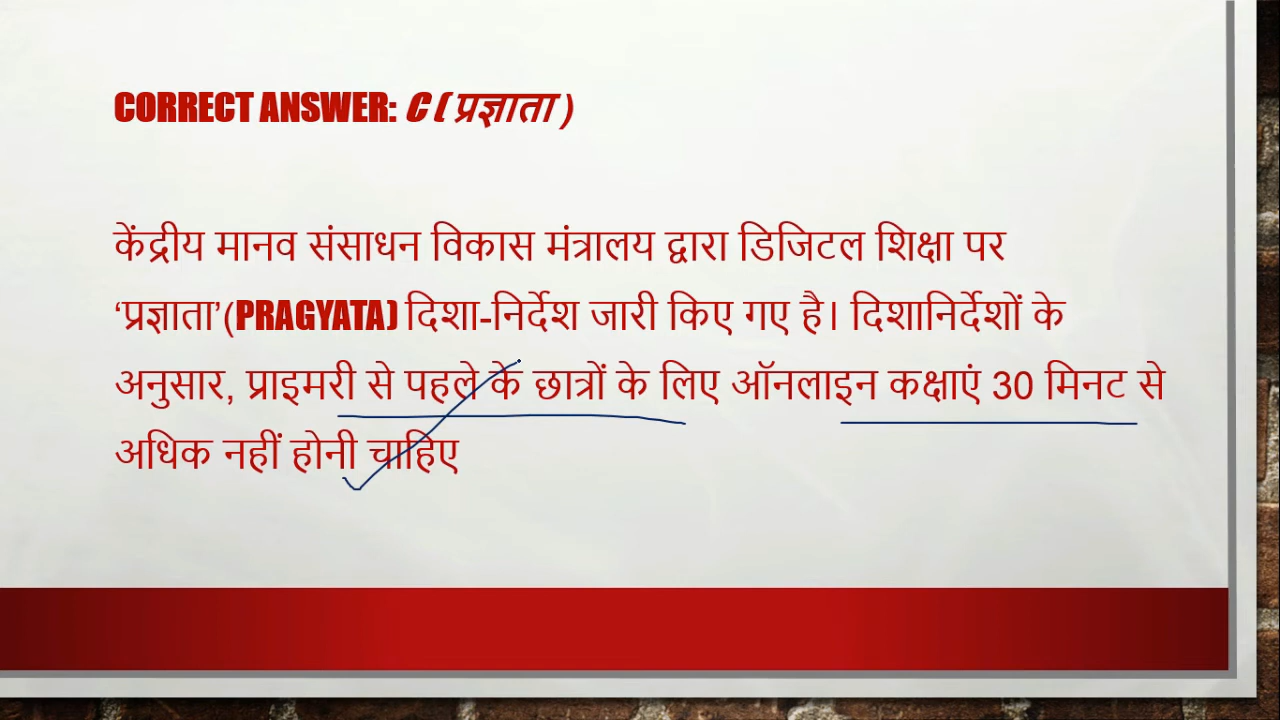 CORRECT ANSWER: C ( प्रज्ञाता )
केंद्रीय मानव संसाधन विकास मंत्रालय द्वारा डिजिटल शिक्षा पर
‘प्रज्ञाता’(PRAGYATA) दिशा-निर्देश जारी किए गए है। दिशानिर्देशों के
अनुसार, प्राइमरी से पहले के छात्रों के लिए ऑनलाइन कक्षाएं 30 मिनट से
अधिक नहीं होनी चाहिए